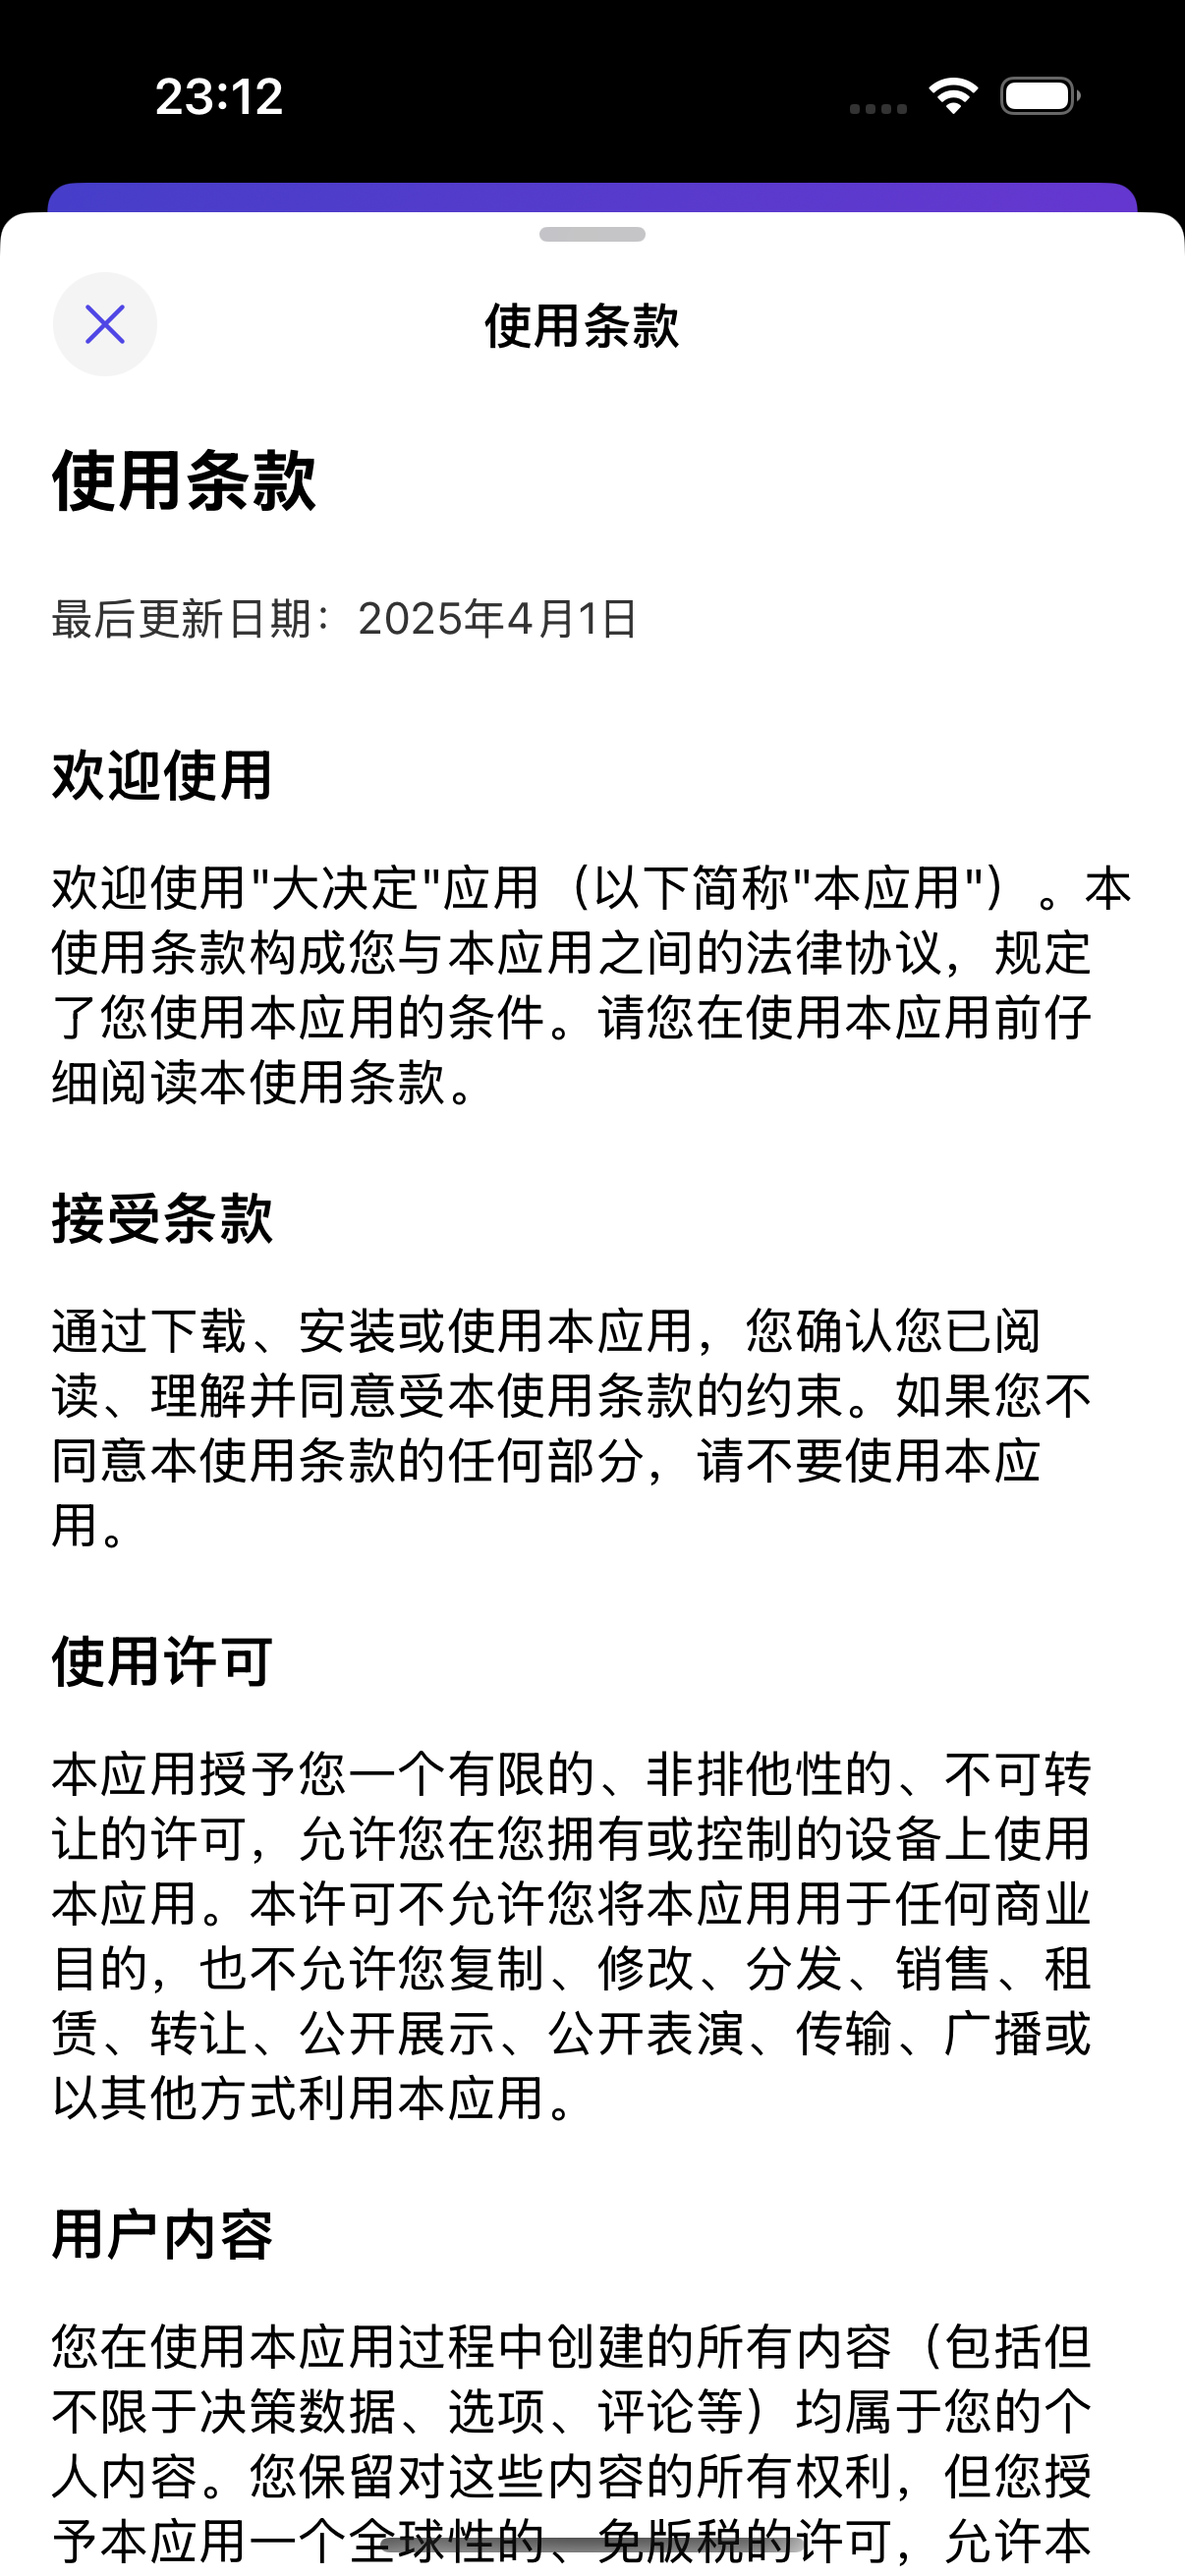 23:12
使用条款
使用条款
最后更新日期：2025年4月1日
欢迎使用
欢迎使用"大决定"应用（以下简称"本应用"）。本
使用条款构成您与本应用之间的法律协议，规定
了您使用本应用的条件。请您在使用本应用前仔
细阅读本使用条款。
接受条款
通过下载、安装或使用本应用，您确认您已阅
读、理解并同意受本使用条款的约束。如果您不
同意本使用条款的任何部分，请不要使用本应
用。
使用许可
本应用授予您一个有限的、非排他性的、不可转
让的许可，允许您在您拥有或控制的设备上使用
本应用。本许可不允许您将本应用用于任何商业
目的，也不允许您复制、修改、分发、销售、租
赁、转让、公开展示、公开表演、传输、广播或
以其他方式利用本应用。
用户内容
您在使用本应用过程中创建的所有内容（包括但
不限于决策数据、选项、评论等）均属于您的个
人内容。您保留对这些内容的所有权利，但您授
予本应用一个全球性的、免版税的许可，允许本